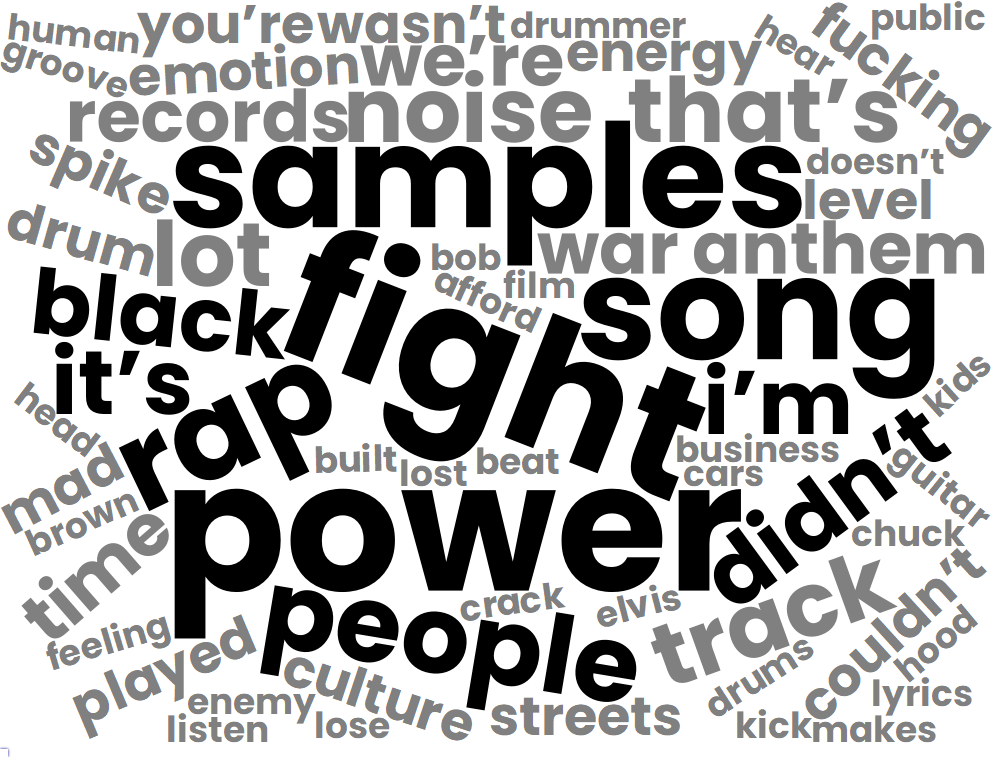 human you’re wasn’t drummer public
groove emotion we’re energy hear fucking
records noise that’s
spike samples doesn’t
level
drum lot bob war anthem
black fight afford film song
it’s rap i’m kids
head built lost beat business didn’t
mad cars guitar
brown power chuck
time people crack elvis track couldn’t
feeling drums hood
played culture lyrics
enemy streets
listen lose kick makes